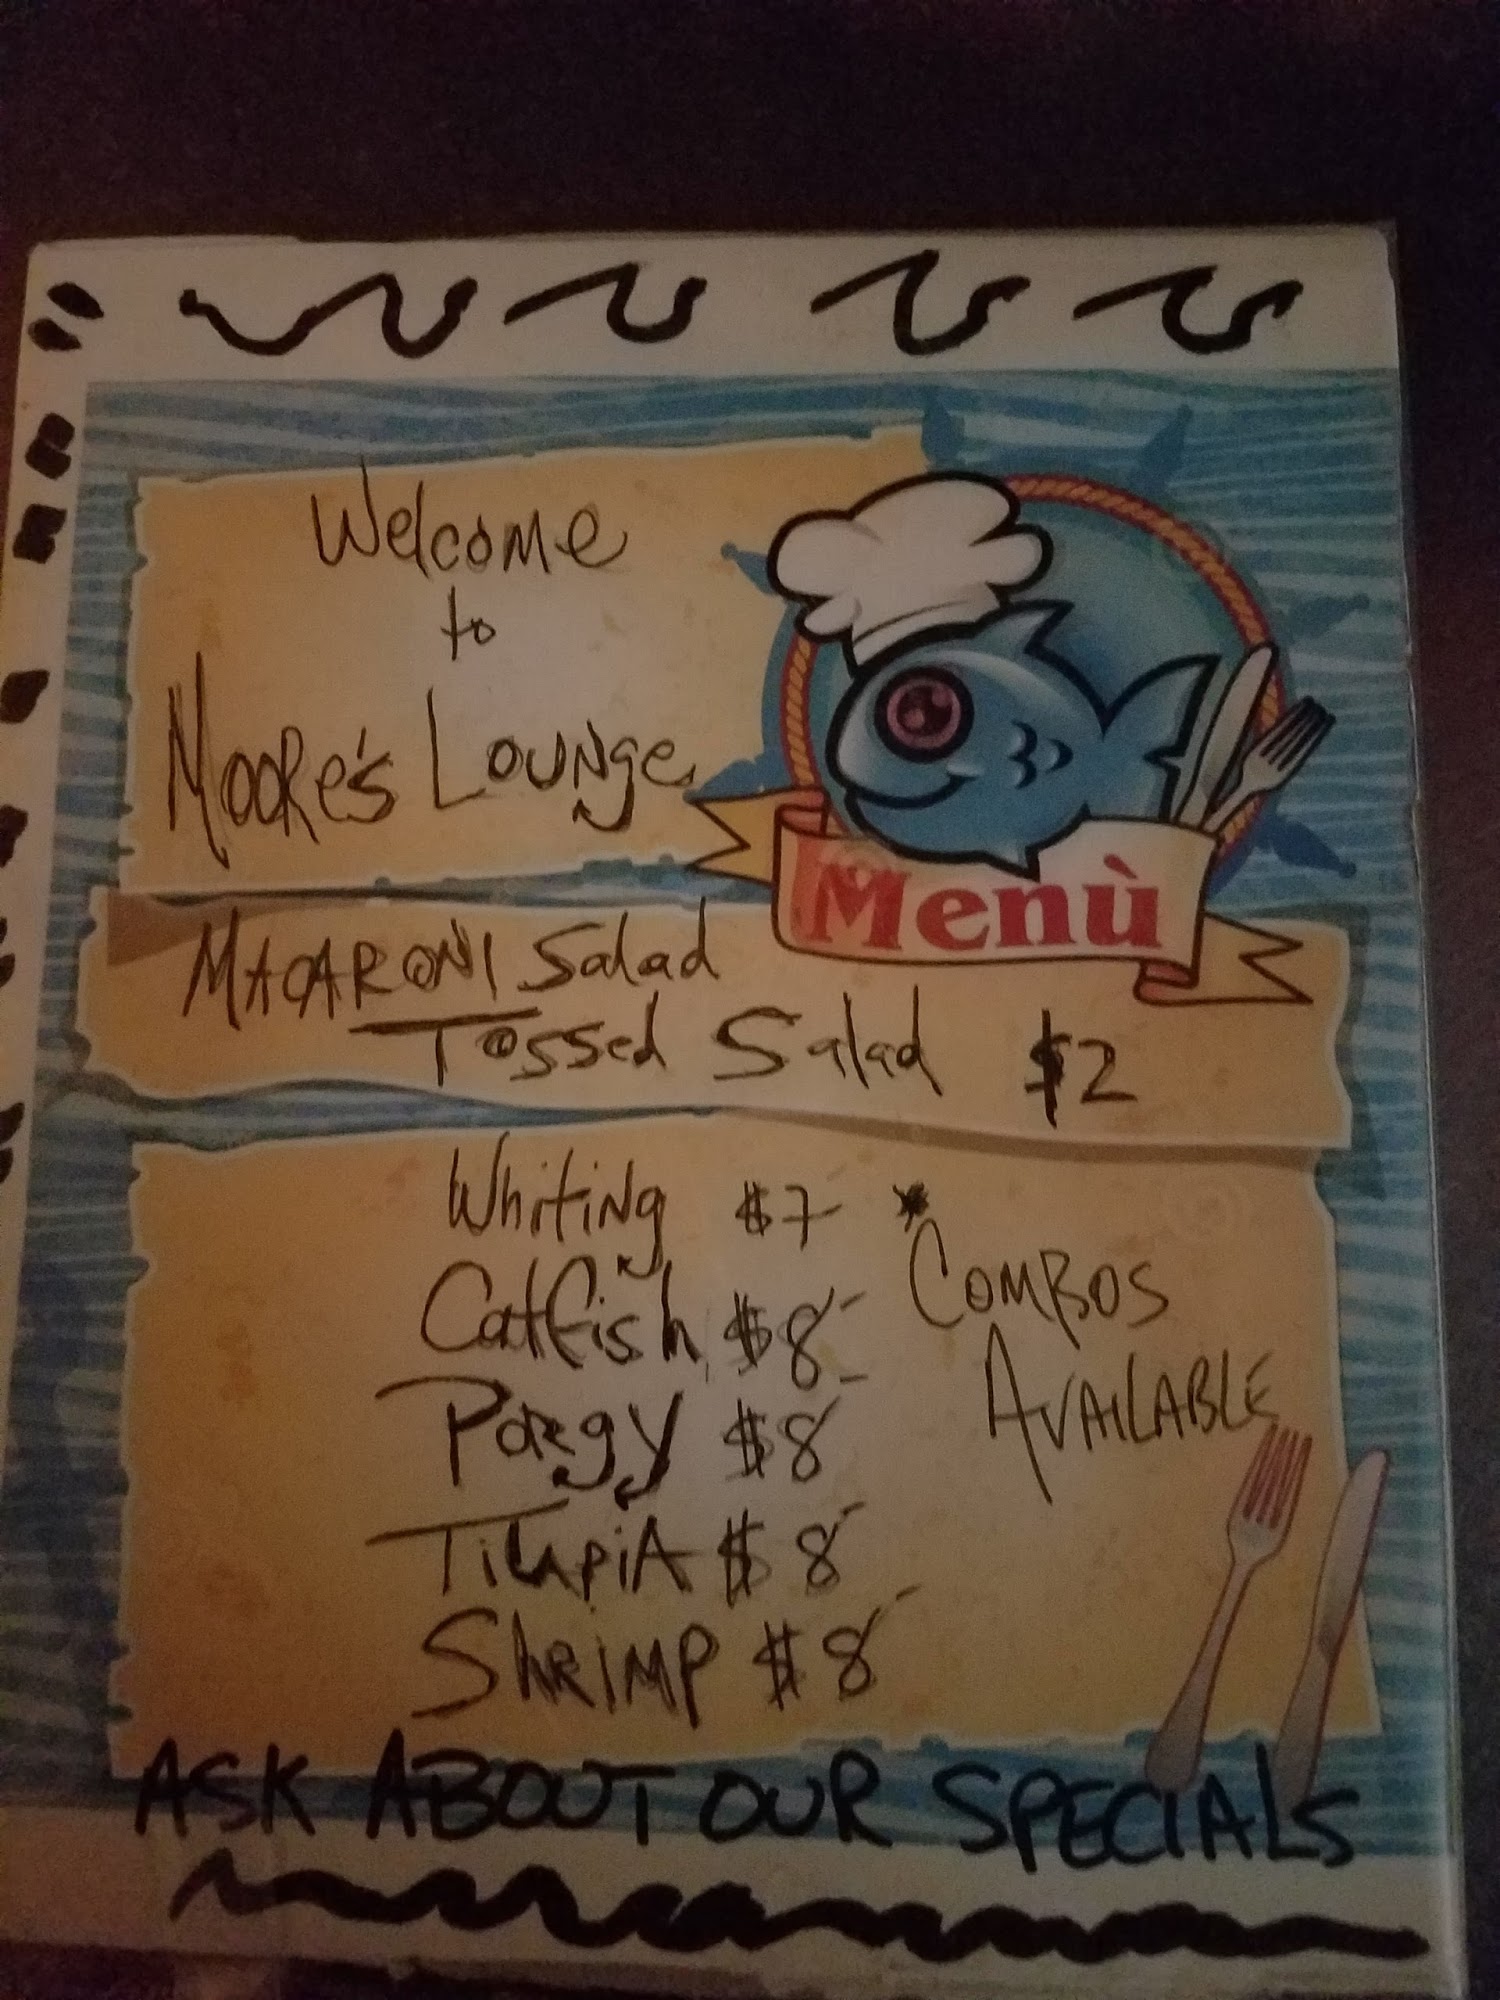 Welcome
to
Moore's Lounge
Menù
MACARONI Salad
Tossed Salad $2
Whiting $7
Catfish $8
Porgy $8
TilapiA $8
ShRiMP $8
* COMBOS
AVAILABLE
ASK ABOUT OUR SPECIALS